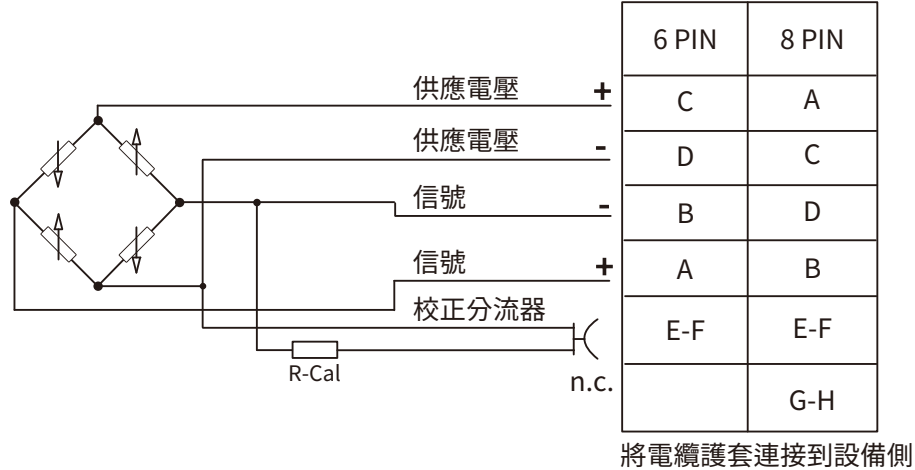 6 PIN 8 PIN
供應電壓 + C A
供應電壓 - D C
信號 - B D
信號 + A B
校正分流器 E-F E-F
R-Cal
n.c. G-H
將電纜護套連接到設備側